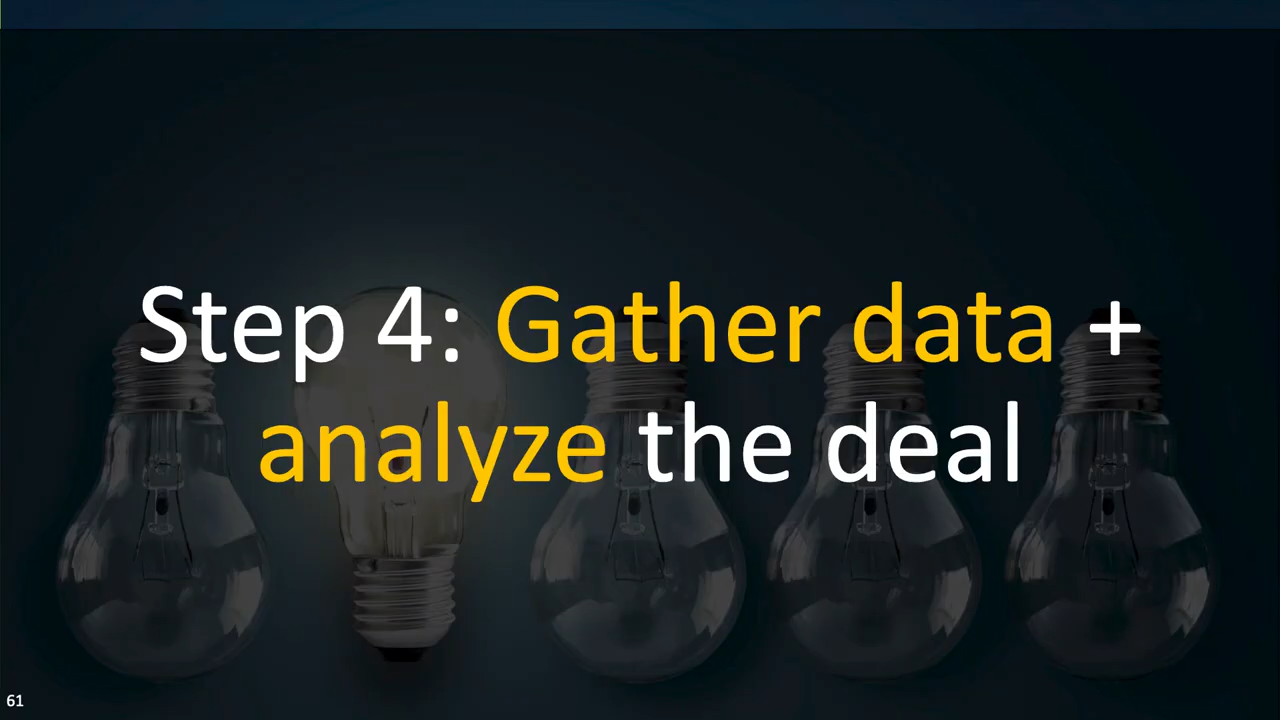 Step 4: Gather data +
analyze the deal
61